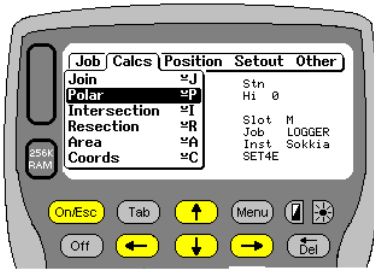 Job Calcs Position Setout Other
Join ≚J
Polar ≚P
Intersection ≚I
Resection ≚R
Area ≚A
Coords ≚C
Stn
Hi 0
Slot M
Job LOGGER
Inst Sokkia
SET4E
256K
RAM
On/Esc Tab ↑ Menu
Off ← ↓ → Del